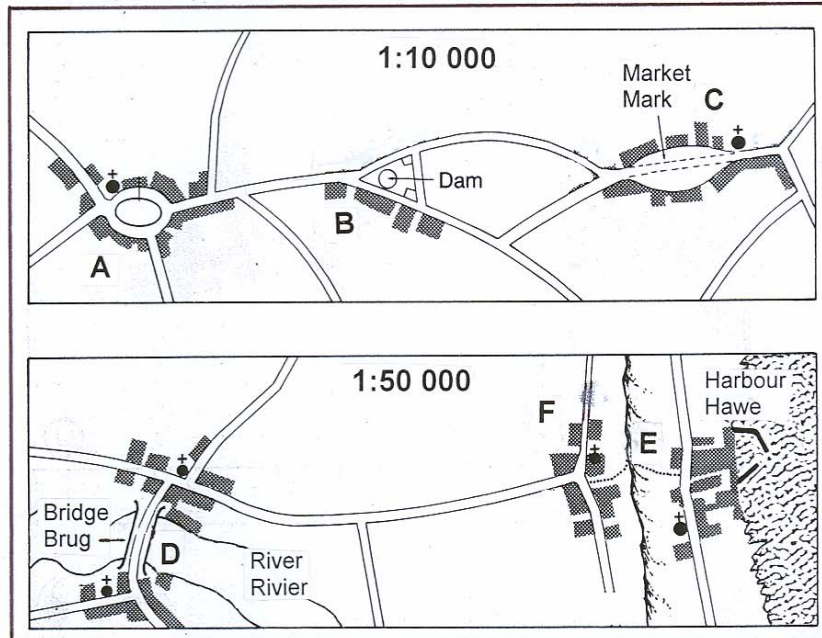 1:10 000
Market
Mark
C
Dam
B
A
1:50 000
Harbour
Hawe
F
E
Bridge
Brug
D
River
Rivier